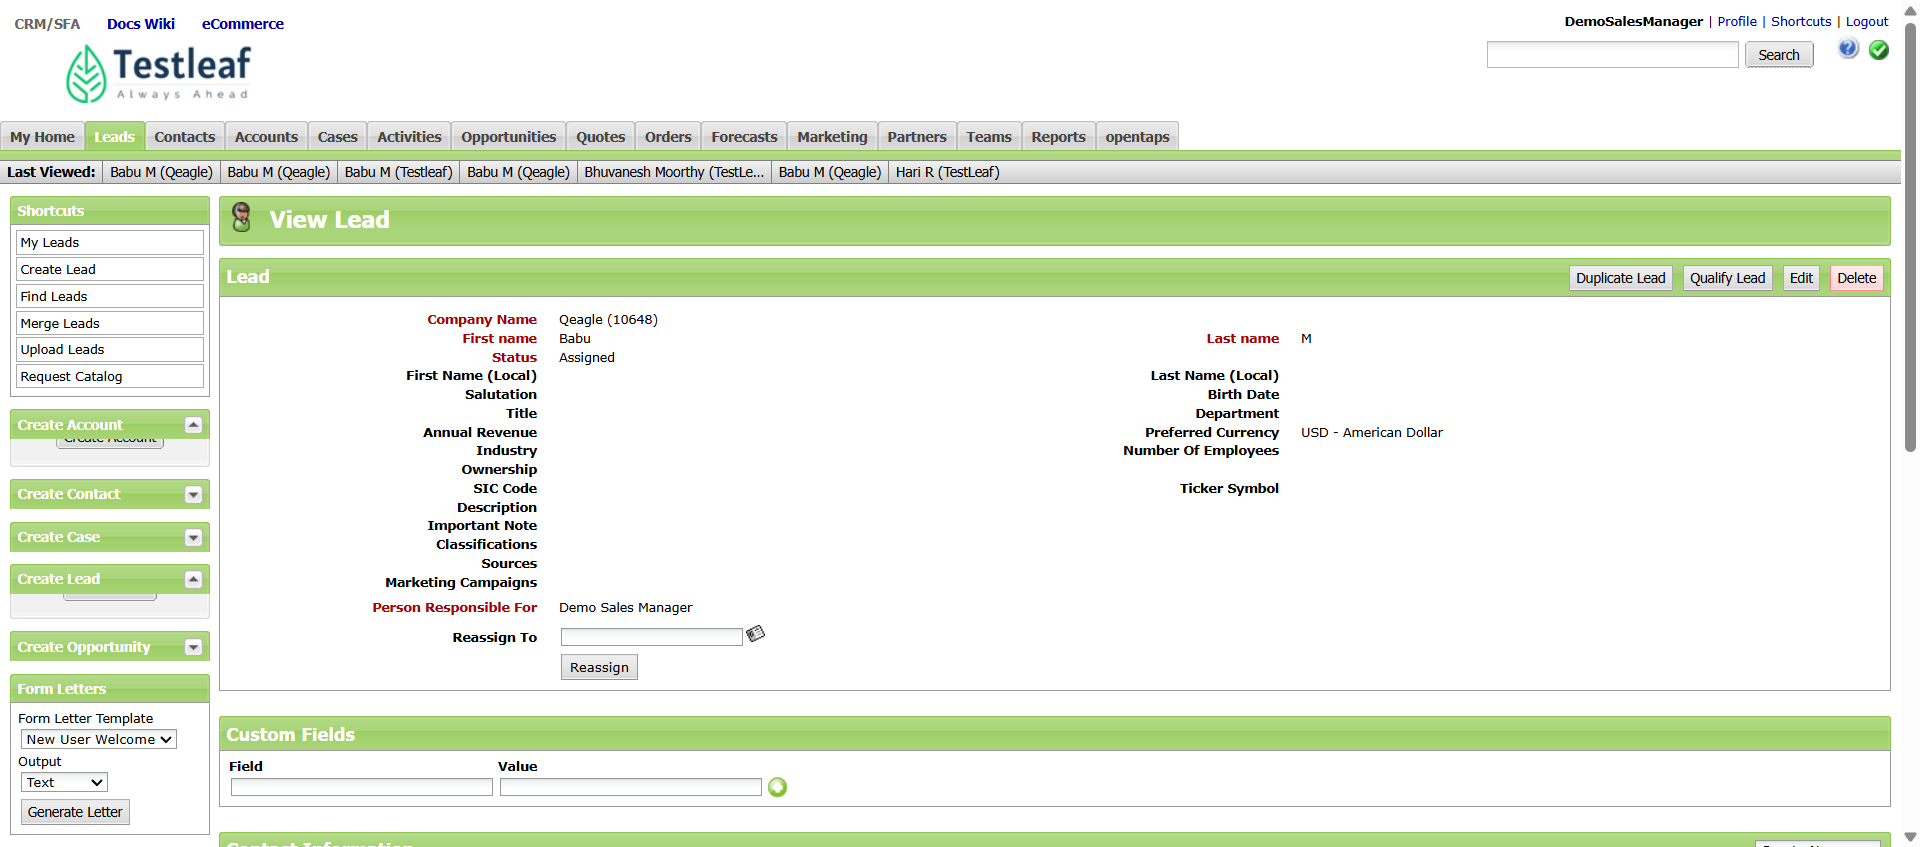 CRM/SFA Docs Wiki eCommerce
DemoSalesManager | Profile | Shortcuts | Logout
Testleaf
Always Ahead
Search
My Home Leads Contacts Accounts Cases Activities Opportunities Quotes Orders Forecasts Marketing Partners Teams Reports opentaps
Last Viewed: Babu M (Qeagle) Babu M (Qeagle) Babu M (Testleaf) Babu M (Qeagle) Bhuvanesh Moorthy (TestLe... Babu M (Qeagle) Hari R (TestLeaf)
Shortcuts
My Leads
Create Lead
Find Leads
Merge Leads
Upload Leads
Request Catalog
Create Account
Create Account
Create Contact
Create Case
Create Lead
Create Opportunity
Form Letters
Form Letter Template
New User Welcome
Output
Text
Generate Letter
View Lead
Lead
Duplicate Lead Qualify Lead Edit Delete
Company Name Qeagle (10648)
First name Babu Last name M
Status Assigned
First Name (Local) Last Name (Local)
Salutation Birth Date
Title Department
Annual Revenue Preferred Currency USD - American Dollar
Industry Number Of Employees
Ownership
SIC Code Ticker Symbol
Description
Important Note
Classifications
Sources
Marketing Campaigns
Person Responsible For Demo Sales Manager
Reassign To
Reassign
Custom Fields
Field Value
Contact Information